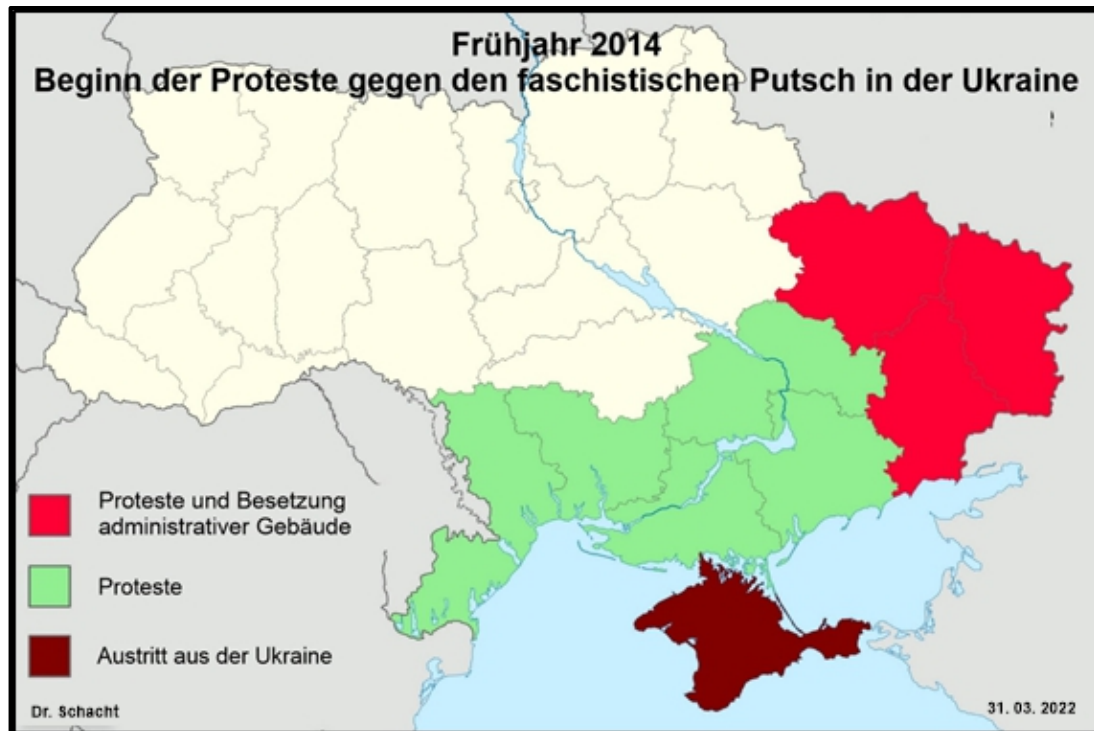 Frühjahr 2014
Beginn der Proteste gegen den faschistischen Putsch in der Ukraine
Proteste und Besetzung
administrativer Gebäude
Proteste
Austritt aus der Ukraine
Dr. Schacht
31. 03. 2022